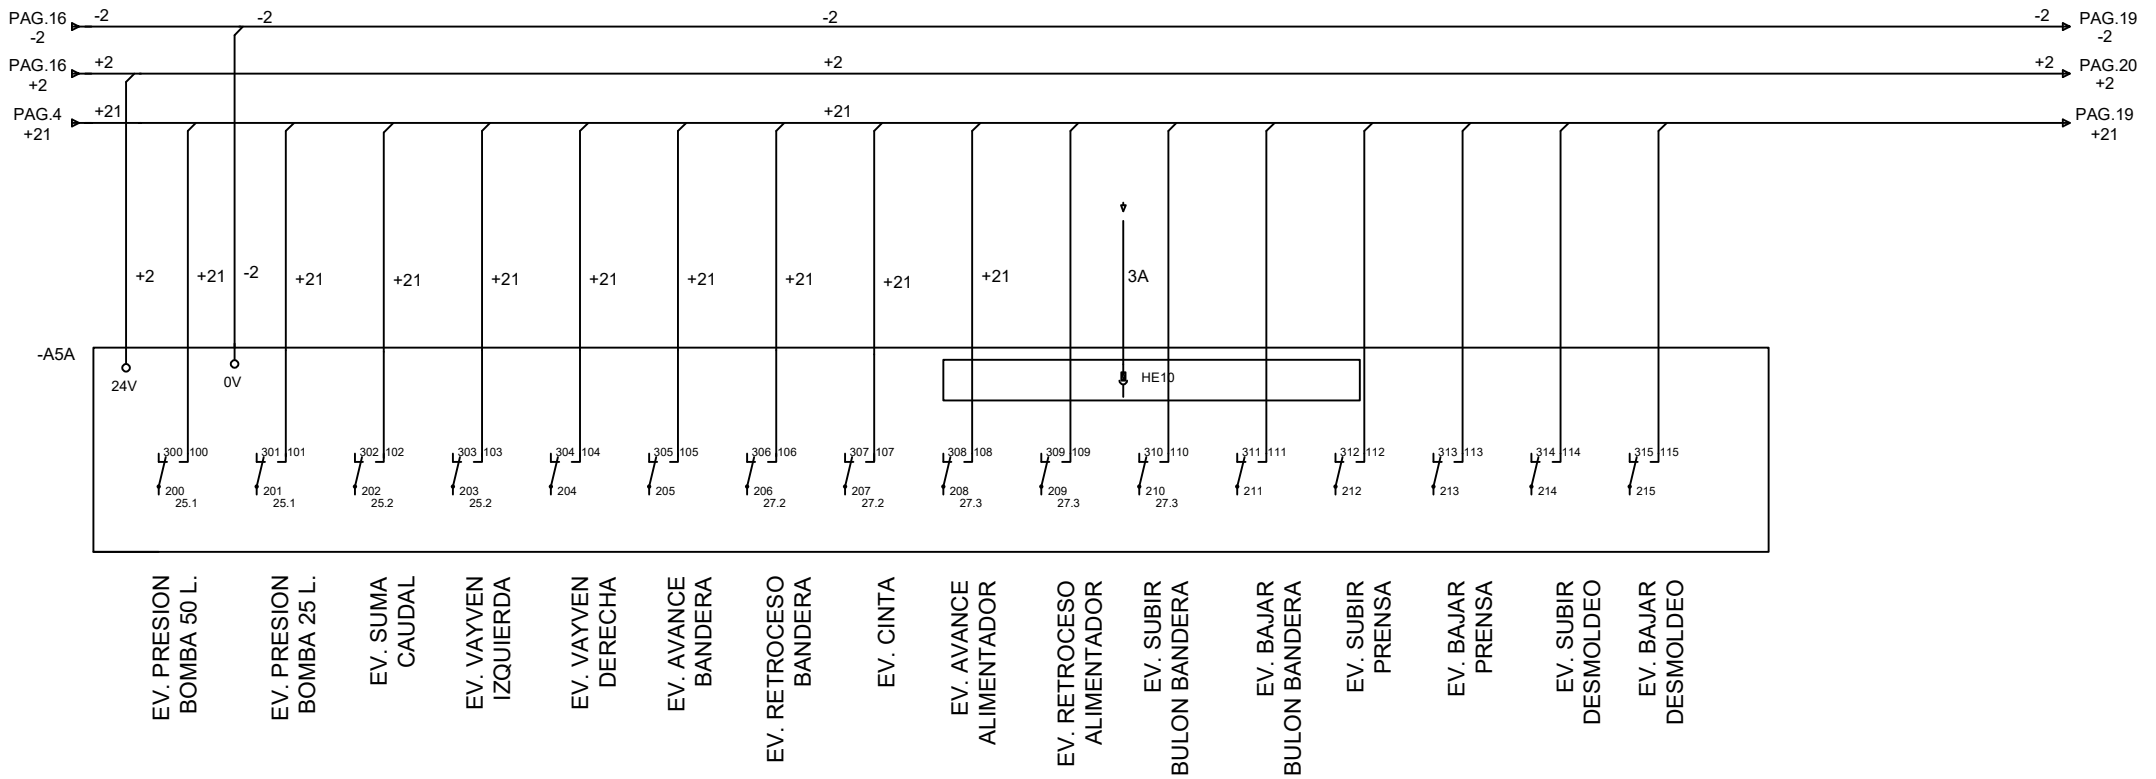 PAG.16 -2 -2 -2 -2 PAG.19
-2 -2
PAG.16 +2 +2 +2 PAG.20
+2 +2
PAG.4 +21 +21 PAG.19
+21 +21
+2 +21 -2 +21 +21 +21 +21 +21 +21 +21 +21 3A
-A5A
24V 0V HE10
300 100 301 101 302 102 303 103 304 104 305 105 306 106 307 107 308 108 309 109 310 110 311 111 312 112 313 113 314 114 315 115
200 201 202 203 204 205 206 207 208 209 210 211 212 213 214 215
25.1 25.1 25.2 25.2 27.2 27.2 27.3 27.3 27.3
EV. PRESION
BOMBA 50 L.
EV. PRESION
BOMBA 25 L.
EV. SUMA
CAUDAL
EV. VAYVEN
IZQUIERDA
EV. VAYVEN
DERECHA
EV. AVANCE
BANDERA
EV. RETROCESO
BANDERA
EV. CINTA
EV. AVANCE
ALIMENTADOR
EV. RETROCESO
ALIMENTADOR
EV. SUBIR
BULON BANDERA
EV. BAJAR
BULON BANDERA
EV. SUBIR
PRENSA
EV. BAJAR
PRENSA
EV. SUBIR
DESMOLDEO
EV. BAJAR
DESMOLDEO